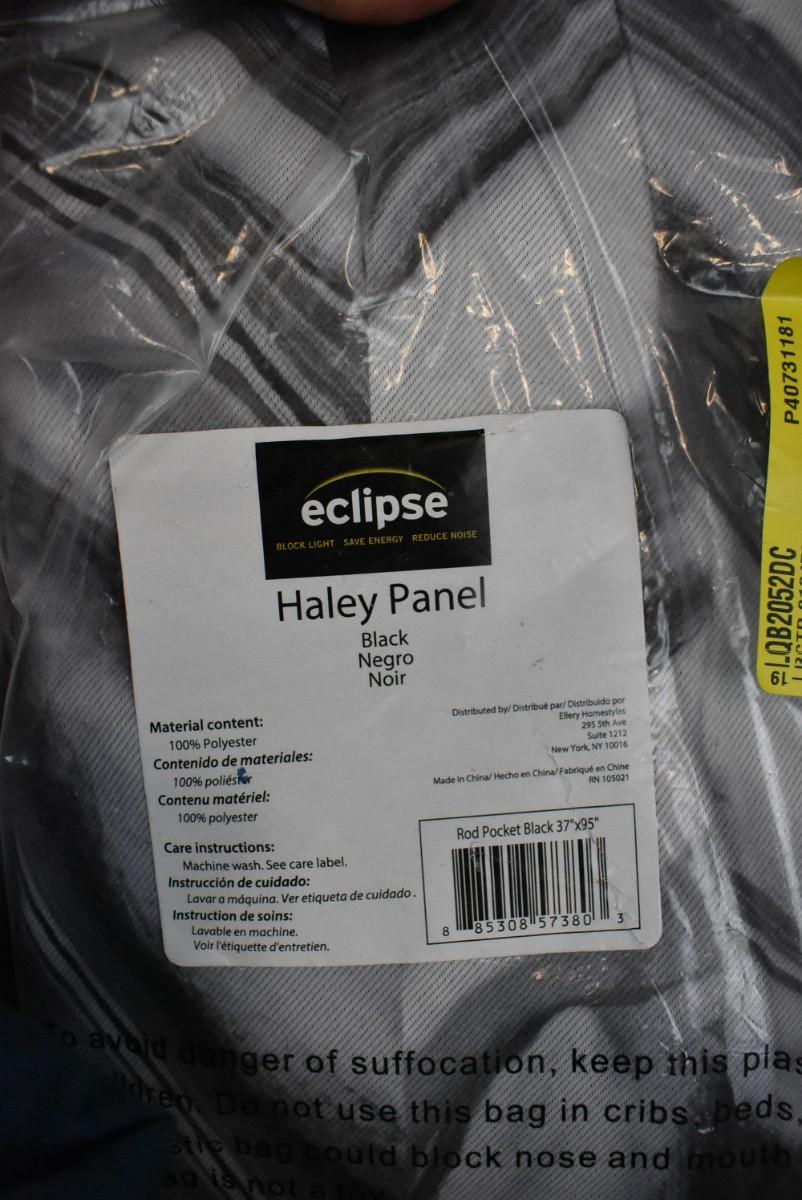 eclipse
BLOCK LIGHT SAVE ENERGY REDUCE NOISE
Haley Panel
Black
Negro
Noir
Material content:
100% Polyester
Contenido de materiales:
100% poliéster
Contenu matériel:
100% polyester
Care instructions:
Machine wash. See care label.
Instrucción de cuidado:
Lavar a máquina. Ver etiqueta de cuidado.
Instruction de soins:
Lavable en machine.
Voir l'étiquette d'entretien.
Distributed by/ Distribué par/ Distribuido por
Ellery Homestyles
295 5th Ave
Suite 1212
New York, NY 10016
Made in China/ Hecho en China/ Fabriqué en Chine
RN 105021
Rod Pocket Black 37"x95"
8 85308 57380 3
P40731181
19
LQB2052DC
To avoid danger of suffocation, keep this
Do not use this bag in cribs, beds,
bag could block nose and mouth
is not a toy